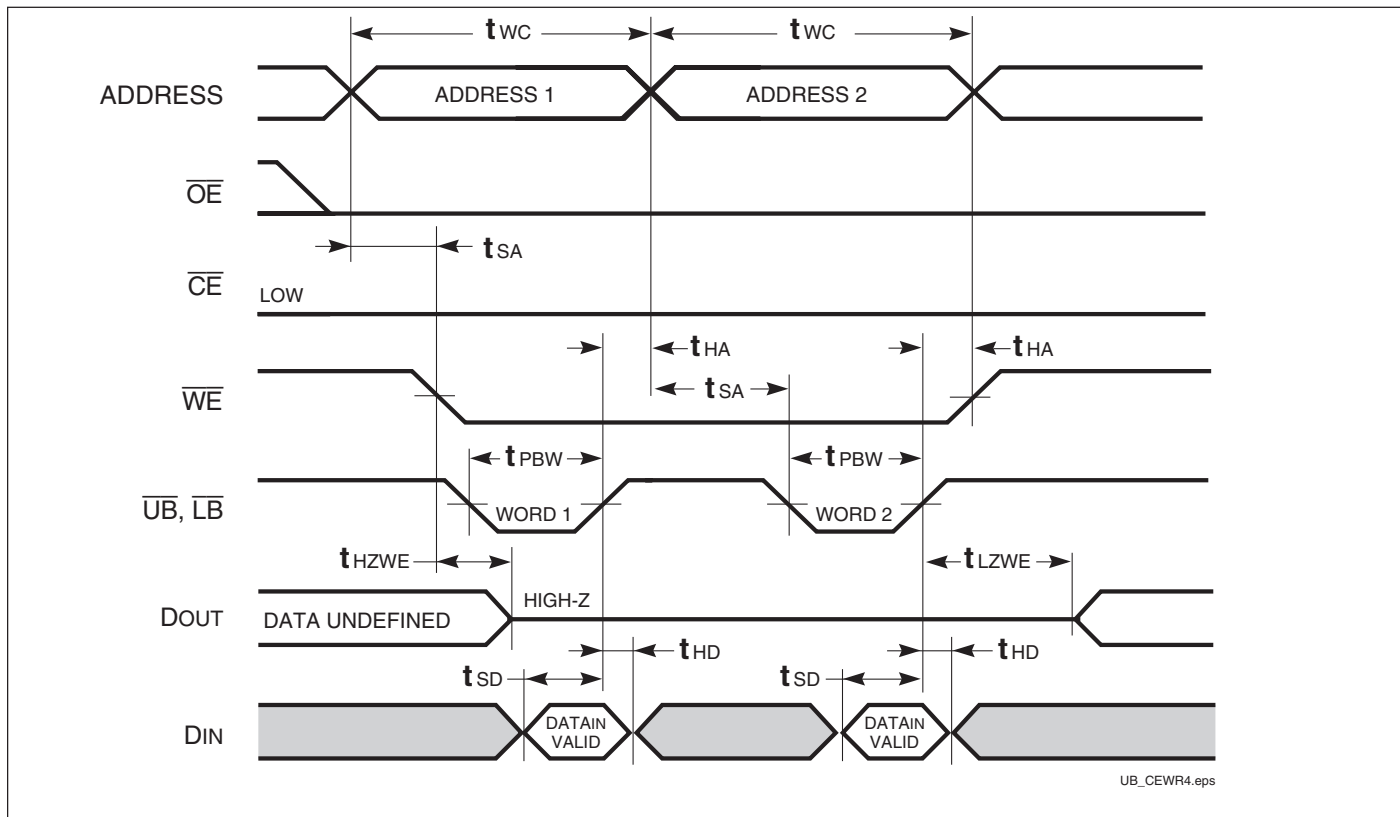 tWC tWC
ADDRESS ADDRESS 1 ADDRESS 2
OE
tSA
CE LOW
tHA tHA
WE tSA
tPBW tPBW
UB, LB WORD 1 WORD 2
tHZWE tLZWE
DOUT DATA UNDEFINED HIGH-Z
tHD tHD
tSD tSD
DIN DATAIN VALID DATAIN VALID
UB_CEWR4.eps